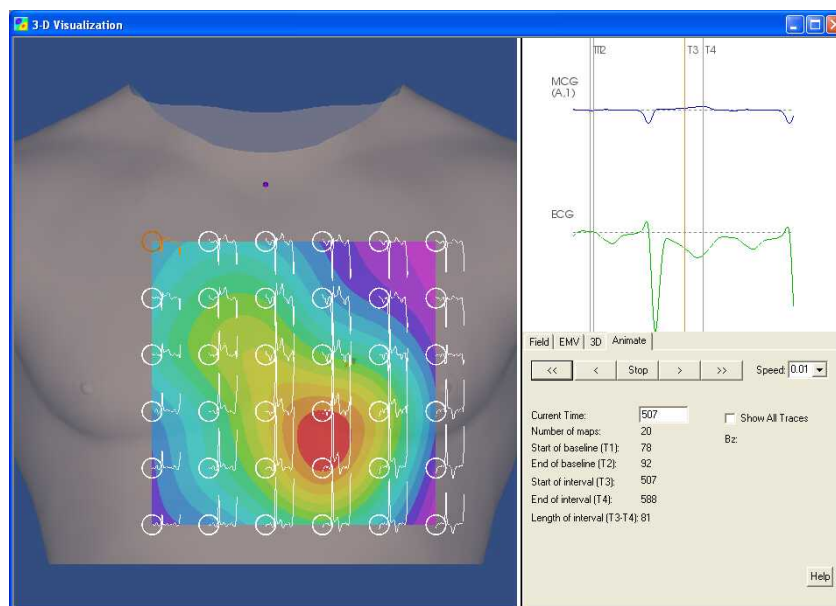 3-D Visualization
T1T2 T3 T4
MCG
(A,1)
ECG
Field EMV 3D Animate
<< < Stop > >> Speed: 0.01
Current Time: 507 Show All Traces
Number of maps: 20
Bz:
Start of baseline (T1): 78
End of baseline (T2): 92
Start of interval (T3): 507
End of interval (T4): 588
Length of interval (T3-T4): 81
Help